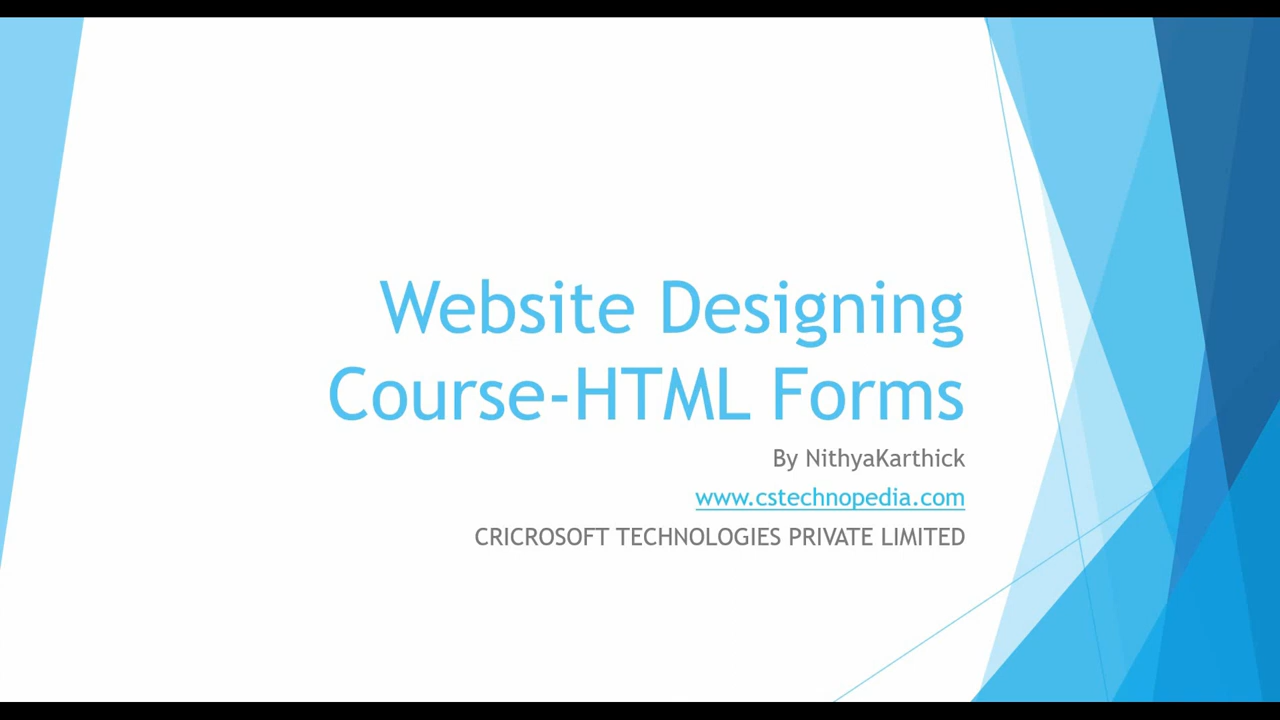 Website Designing
Course-HTML Forms
By NithyaKarthick
www.cstechnopedia.com
CRICROSOFT TECHNOLOGIES PRIVATE LIMITED